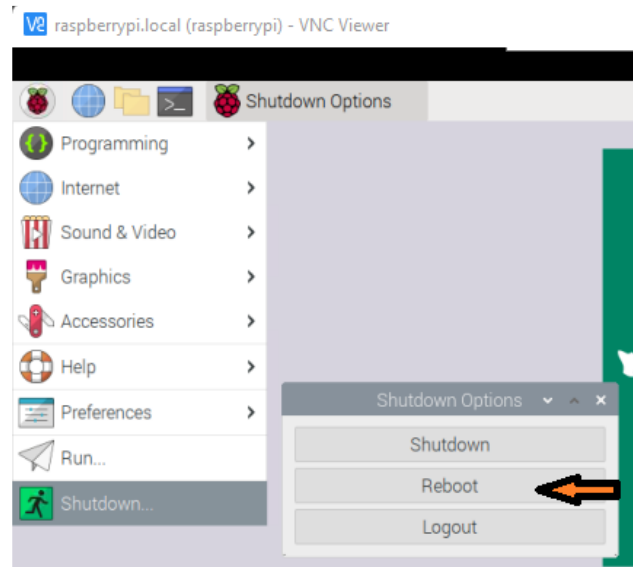 VC raspberrypi.local (raspberrypi) - VNC Viewer
>_ Shutdown Options
Programming
Internet
Sound & Video
Graphics
Accessories
Help
Preferences
Run...
Shutdown...
Shutdown Options
Shutdown
Reboot
Logout